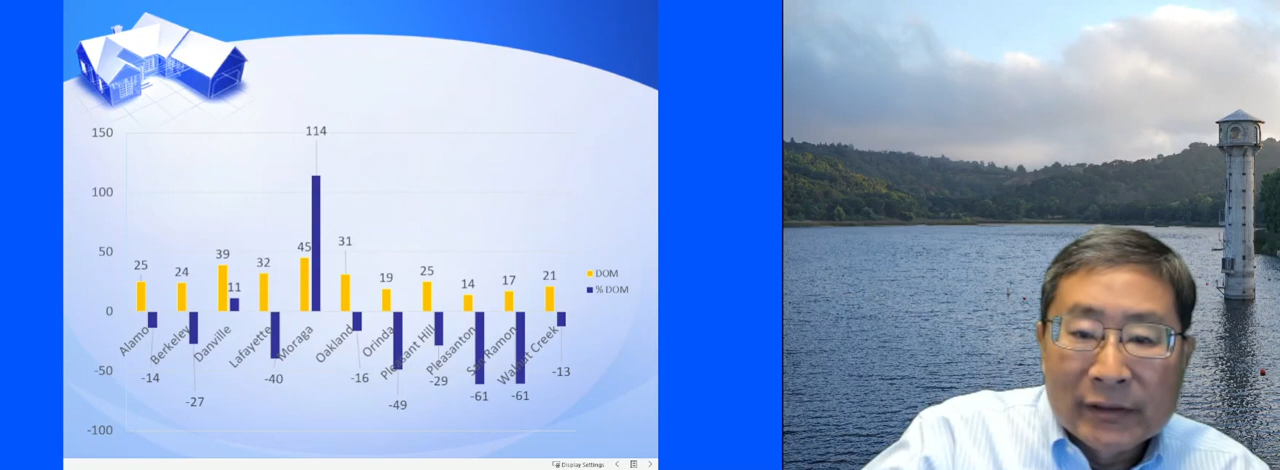 150
100
50
0
-50
-100
25
24
39
11
32
45
114
31
19
25
14
17
21
-14
-27
-40
-16
-49
-29
-61
-61
-13
Alamo
Berkeley
Danville
Lafayette
Moraga
Oakland
Orinda
Pleasant Hill
Pleasanton
San Ramon
Walnut Creek
DOM
% DOM
Display Settings